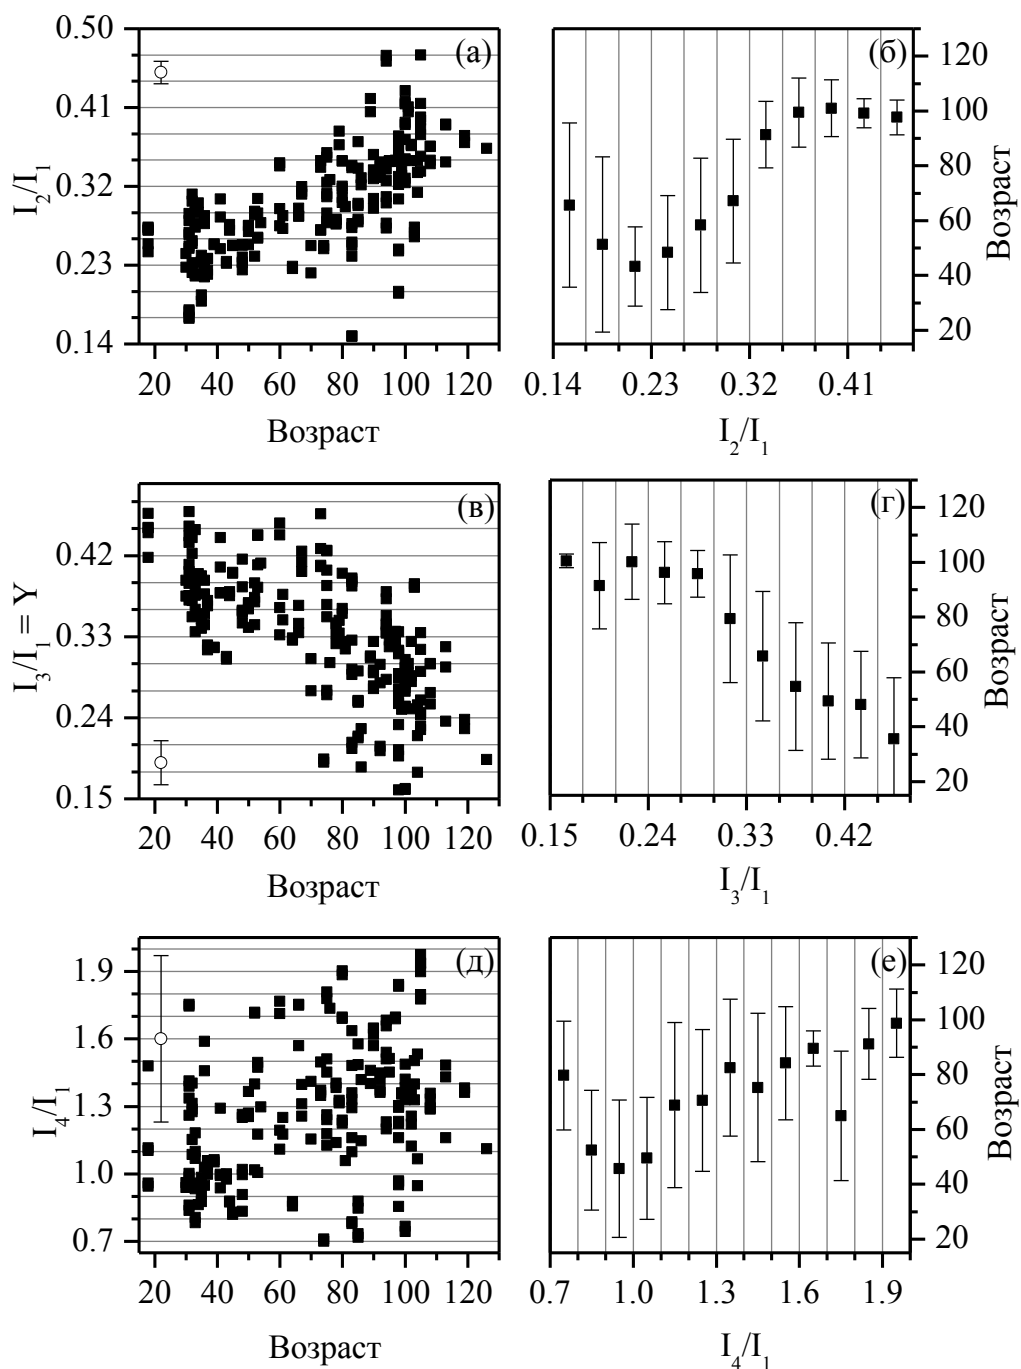 0.50
0.41
0.32
0.23
0.14
I2/I1
(а)
20 40 60 80 100 120
Возраст
(б)
120
100
80
60
40
20
Возраст
0.14 0.23 0.32 0.41
I2/I1
0.42
0.33
0.24
0.15
I3/I1 = Y
(в)
20 40 60 80 100 120
Возраст
(г)
120
100
80
60
40
20
Возраст
0.15 0.24 0.33 0.42
I3/I1
1.9
1.6
1.3
1.0
0.7
I4/I1
(д)
20 40 60 80 100 120
Возраст
(е)
120
100
80
60
40
20
Возраст
0.7 1.0 1.3 1.6 1.9
I4/I1